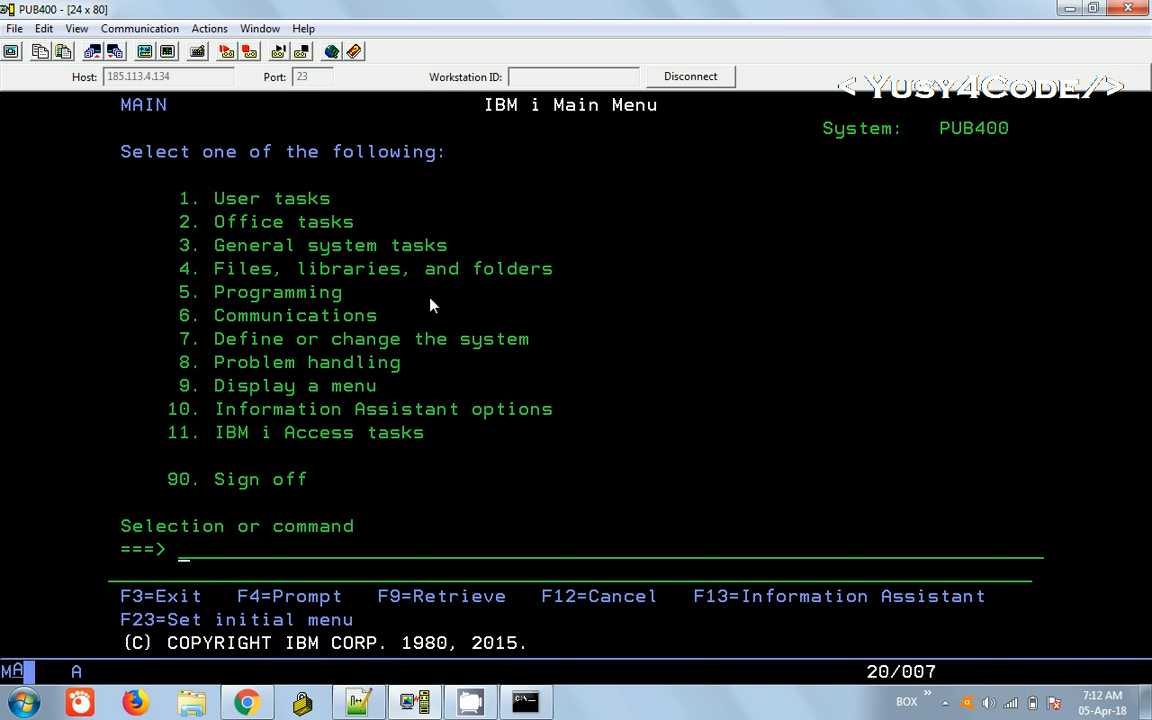 PUB400 - [24 x 80]
File Edit View Communication Actions Window Help
Host: 185.113.4.134 Port: 23 Workstation ID: Disconnect
< Yusy4Code/>
MAIN IBM i Main Menu
System: PUB400
Select one of the following:
1. User tasks
2. Office tasks
3. General system tasks
4. Files, libraries, and folders
5. Programming
6. Communications
7. Define or change the system
8. Problem handling
9. Display a menu
10. Information Assistant options
11. IBM i Access tasks
90. Sign off
Selection or command
===>
F3=Exit F4=Prompt F9=Retrieve F12=Cancel F13=Information Assistant
F23=Set initial menu
(C) COPYRIGHT IBM CORP. 1980, 2015.
MA A 20/007
BOX 7:12 AM
05-Apr-18